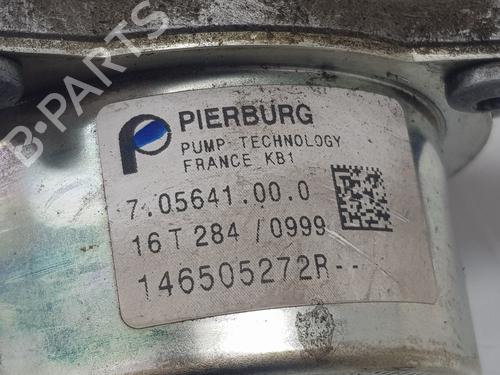 PIERBURG
PUMP TECHNOLOGY
FRANCE KB1
7.05641.00.0
16T 284 / 0999
146505272R--
B-PARTS